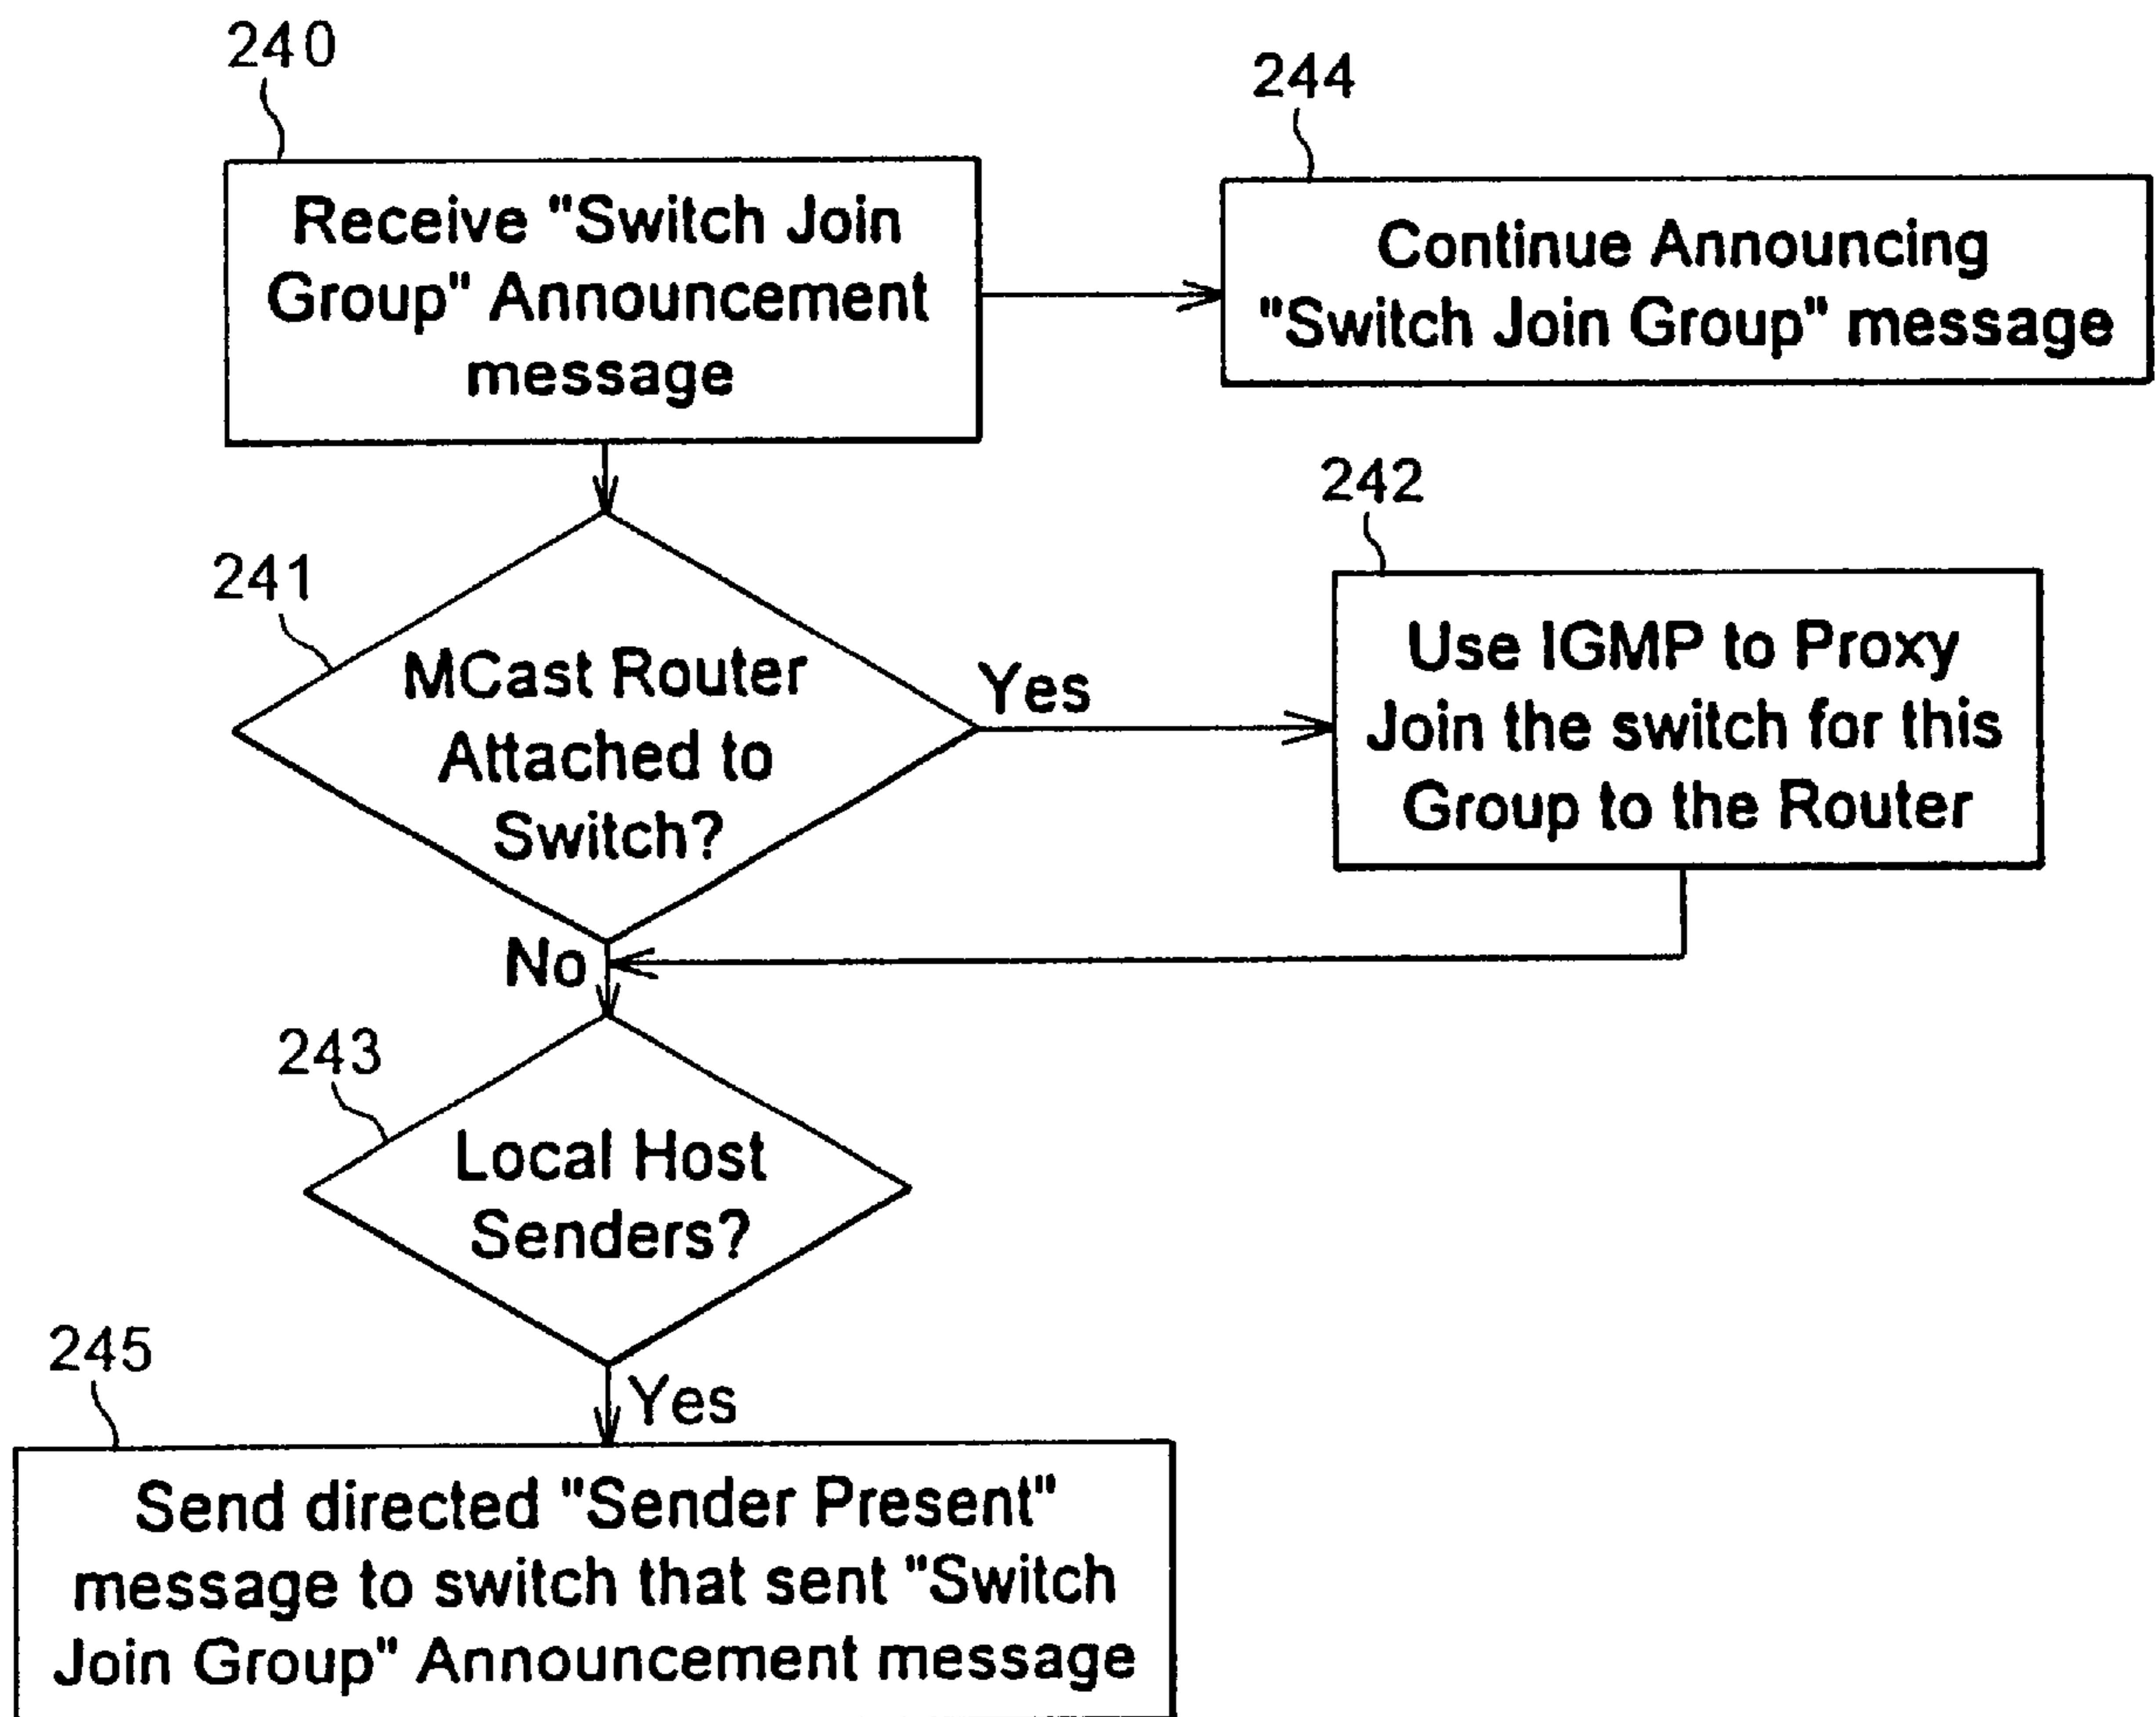 240
Receive "Switch Join
Group" Announcement
message
244
Continue Announcing
"Switch Join Group" message
241
MCast Router
Attached to
Switch?
Yes
242
Use IGMP to Proxy
Join the switch for this
Group to the Router
No
243
Local Host
Senders?
Yes
245
Send directed "Sender Present"
message to switch that sent "Switch
Join Group" Announcement message